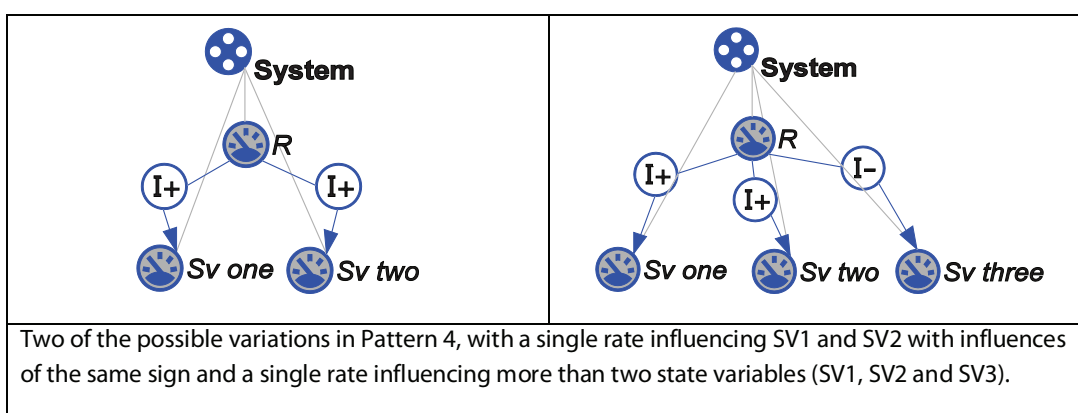 System
R
I+
I+
Sv one
Sv two
System
R
I+
I+
I-
Sv one
Sv two
Sv three
Two of the possible variations in Pattern 4, with a single rate influencing SV1 and SV2 with influences
of the same sign and a single rate influencing more than two state variables (SV1, SV2 and SV3).